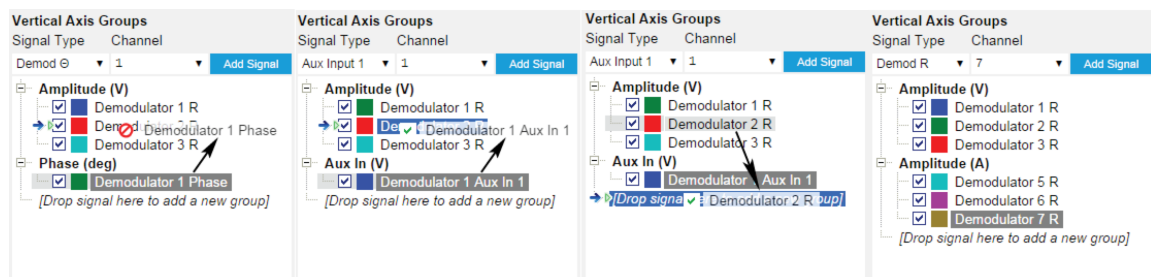 Vertical Axis Groups
Signal Type Channel
Demod Θ 1 Add Signal
Amplitude (V)
Demodulator 1 R
Demodulator 1 Phase
Demodulator 3 R
Phase (deg)
Demodulator 1 Phase
[Drop signal here to add a new group]
Vertical Axis Groups
Signal Type Channel
Aux Input 1 1 Add Signal
Amplitude (V)
Demodulator 1 R
Demodulator 1 Aux In 1
Demodulator 3 R
Aux In (V)
Demodulator 1 Aux In 1
[Drop signal here to add a new group]
Vertical Axis Groups
Signal Type Channel
Aux Input 1 1 Add Signal
Amplitude (V)
Demodulator 1 R
Demodulator 2 R
Demodulator 3 R
Aux In (V)
Demodulator Aux In 1
[Drop signa Demodulator 2 R oup]
Vertical Axis Groups
Signal Type Channel
Demod R 7 Add Signal
Amplitude (V)
Demodulator 1 R
Demodulator 2 R
Demodulator 3 R
Amplitude (A)
Demodulator 5 R
Demodulator 6 R
Demodulator 7 R
[Drop signal here to add a new group]